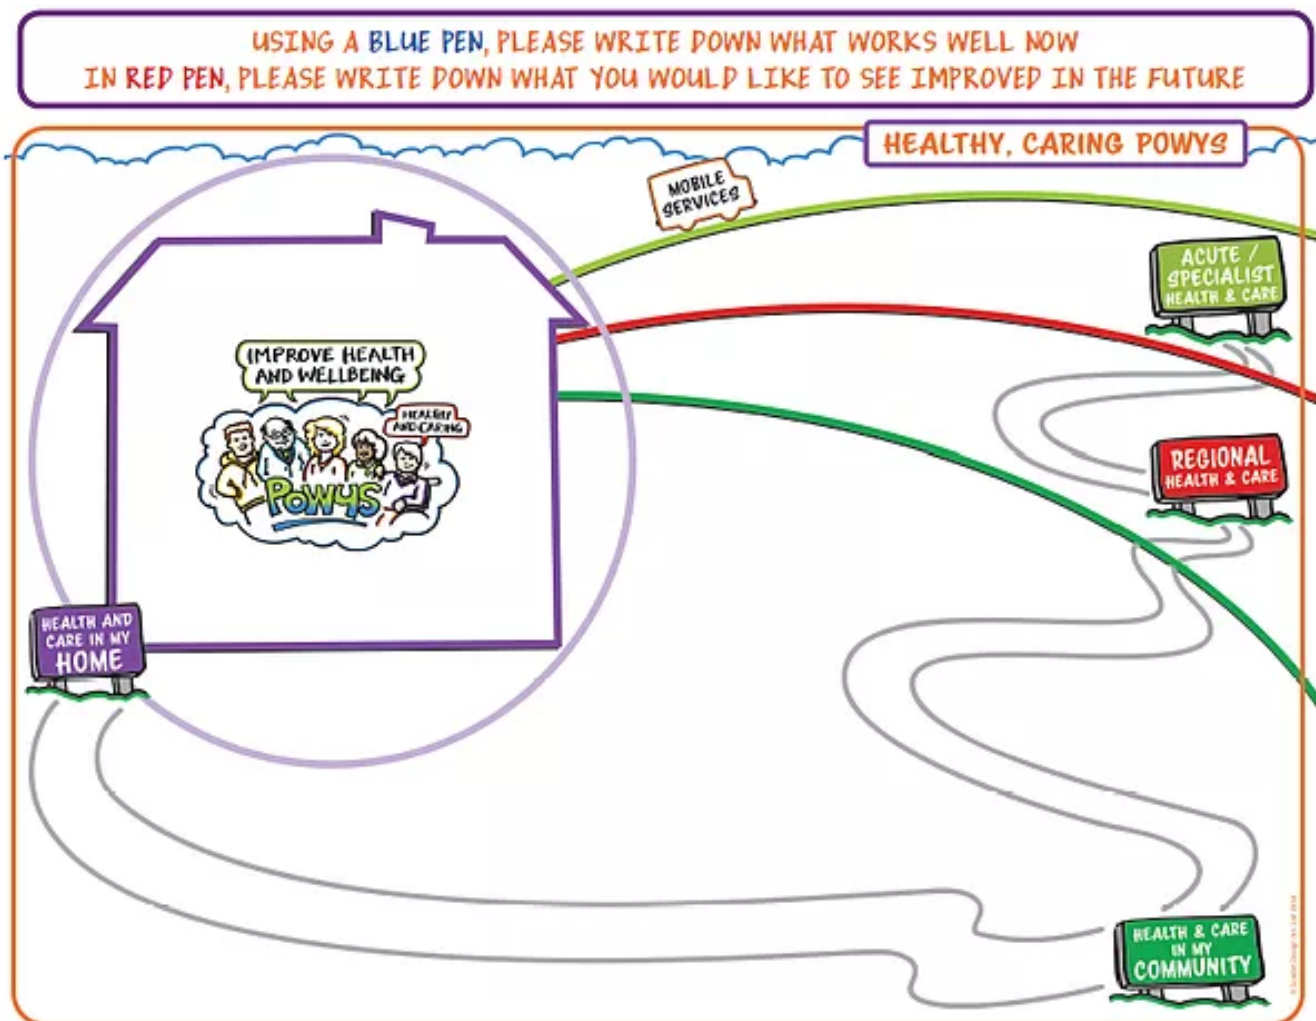 USING A BLUE PEN, PLEASE WRITE DOWN WHAT WORKS WELL NOW
IN RED PEN, PLEASE WRITE DOWN WHAT YOU WOULD LIKE TO SEE IMPROVED IN THE FUTURE
HEALTHY, CARING POWYS
MOBILE
SERVICES
ACUTE /
SPECIALIST
HEALTH & CARE
IMPROVE HEALTH
AND WELLBEING
HEALTHY
AND CARING
POWYS
REGIONAL
HEALTH & CARE
HEALTH AND
CARE IN MY
HOME
HEALTH & CARE
IN MY
COMMUNITY